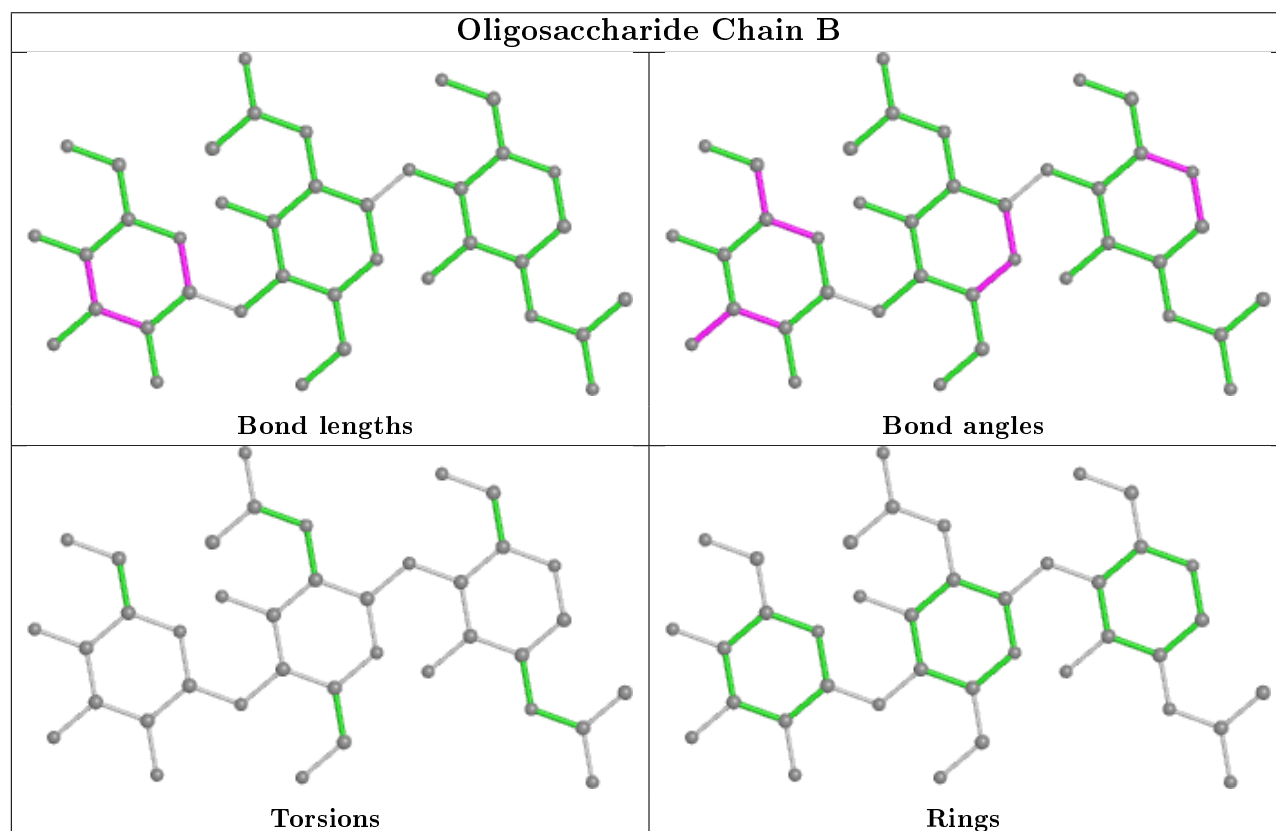 Oligosaccharide Chain B
Bond lengths
Bond angles
Torsions
Rings